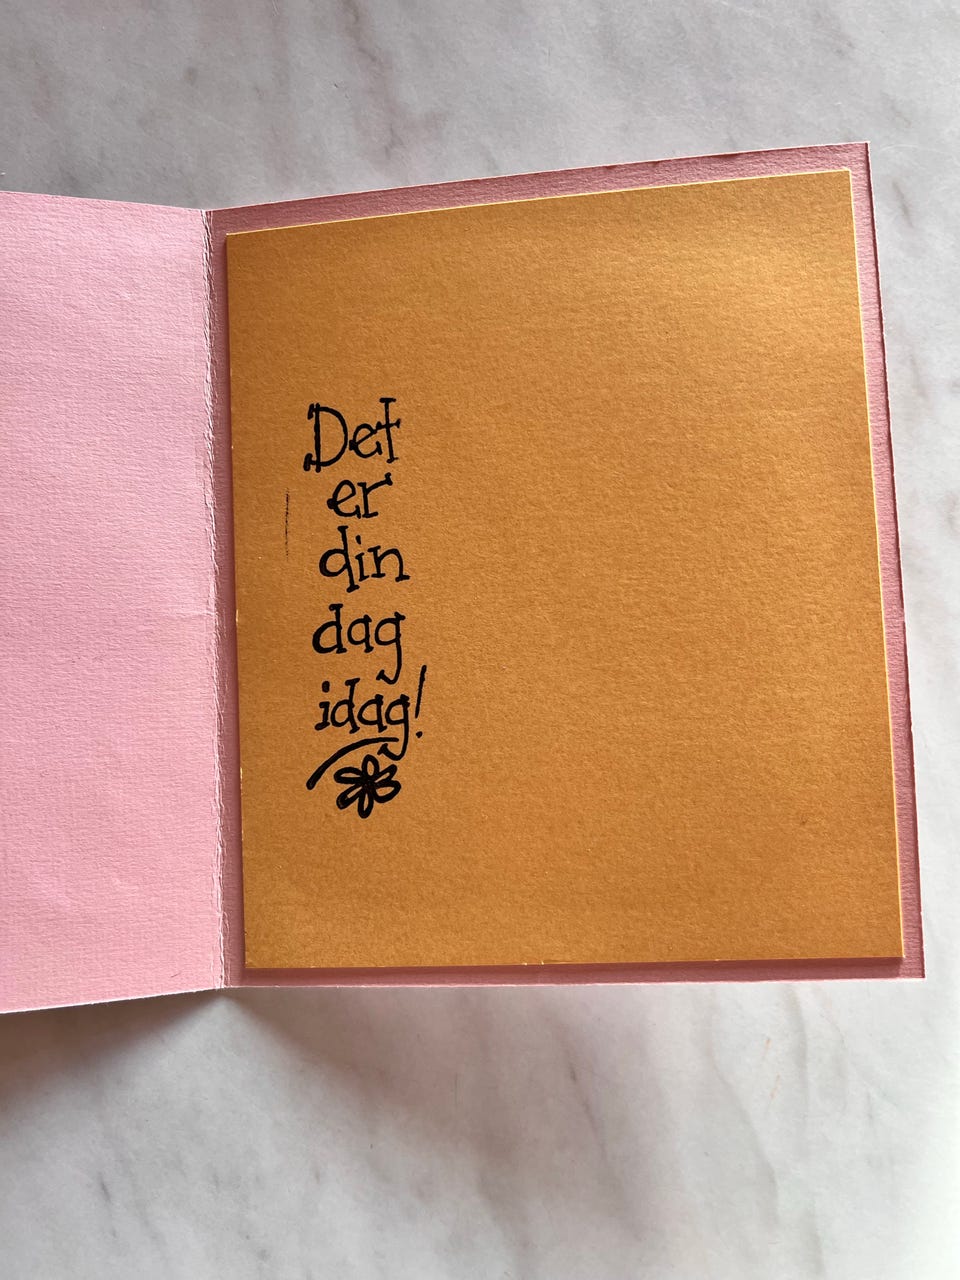 Det
er
din
dag
idag!